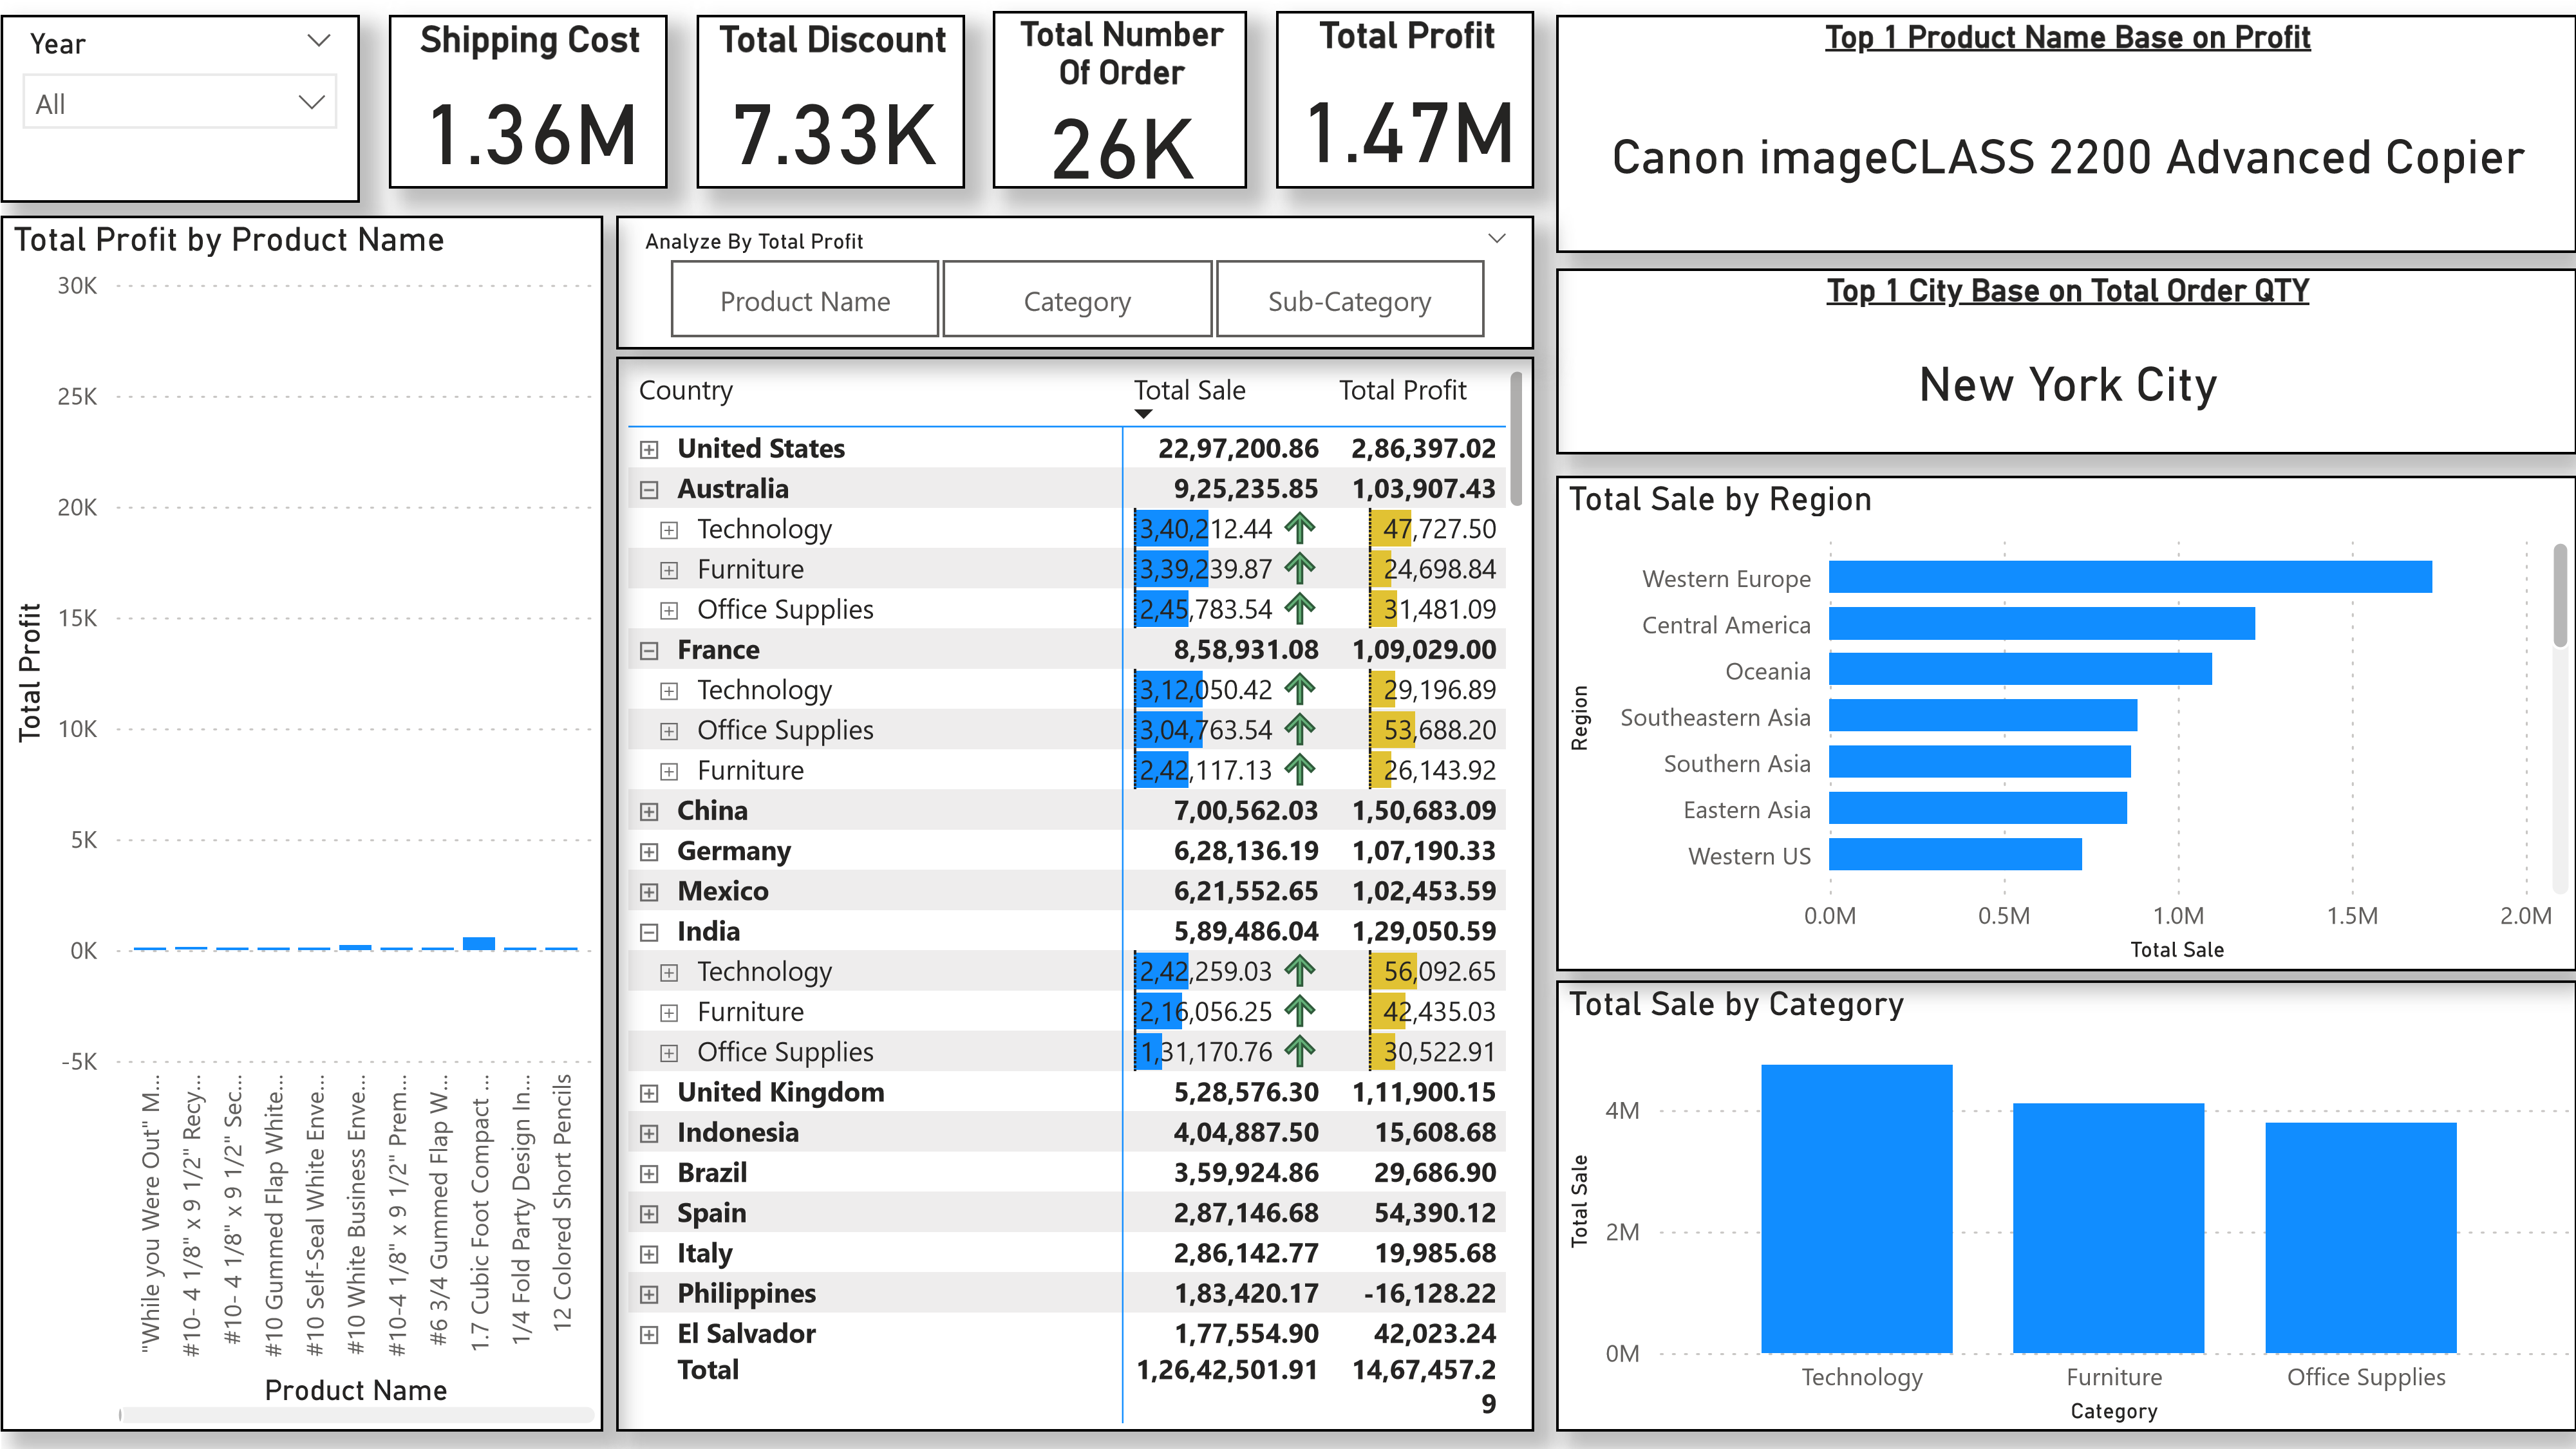 Year
All
Shipping Cost
1.36M
Total Discount
7.33K
Total Number
Of Order
26K
Total Profit
1.47M
Top 1 Product Name Base on Profit
Canon imageCLASS 2200 Advanced Copier
Total Profit by Product Name
Total Profit
30K
25K
20K
15K
10K
5K
0K
-5K
"While you Were Out" M...
#10- 4 1/8" x 9 1/2" Recy...
#10- 4 1/8" x 9 1/2" Sec...
#10 Gummed Flap White...
#10 Self-Seal White Enve...
#10 White Business Enve...
#10-4 1/8" x 9 1/2" Prem...
#6 3/4 Gummed Flap W...
1.7 Cubic Foot Compact ...
1/4 Fold Party Design In...
12 Colored Short Pencils
Product Name
Analyze By Total Profit
Product Name Category Sub-Category
Country Total Sale Total Profit
United States 22,97,200.86 2,86,397.02
Australia 9,25,235.85 1,03,907.43
Technology 3,40,212.44 47,727.50
Furniture 3,39,239.87 24,698.84
Office Supplies 2,45,783.54 31,481.09
France 8,58,931.08 1,09,029.00
Technology 3,12,050.42 29,196.89
Office Supplies 3,04,763.54 53,688.20
Furniture 2,42,117.13 26,143.92
China 7,00,562.03 1,50,683.09
Germany 6,28,136.19 1,07,190.33
Mexico 6,21,552.65 1,02,453.59
India 5,89,486.04 1,29,050.59
Technology 2,42,259.03 56,092.65
Furniture 2,16,056.25 42,435.03
Office Supplies 1,31,170.76 30,522.91
United Kingdom 5,28,576.30 1,11,900.15
Indonesia 4,04,887.50 15,608.68
Brazil 3,59,924.86 29,686.90
Spain 2,87,146.68 54,390.12
Italy 2,86,142.77 19,985.68
Philippines 1,83,420.17 -16,128.22
El Salvador 1,77,554.90 42,023.24
Total 1,26,42,501.91 14,67,457.2
9
Top 1 City Base on Total Order QTY
New York City
Total Sale by Region
Region
Western Europe
Central America
Oceania
Southeastern Asia
Southern Asia
Eastern Asia
Western US
0.0M 0.5M 1.0M 1.5M 2.0M
Total Sale
Total Sale by Category
Total Sale
4M
2M
0M
Technology Furniture Office Supplies
Category